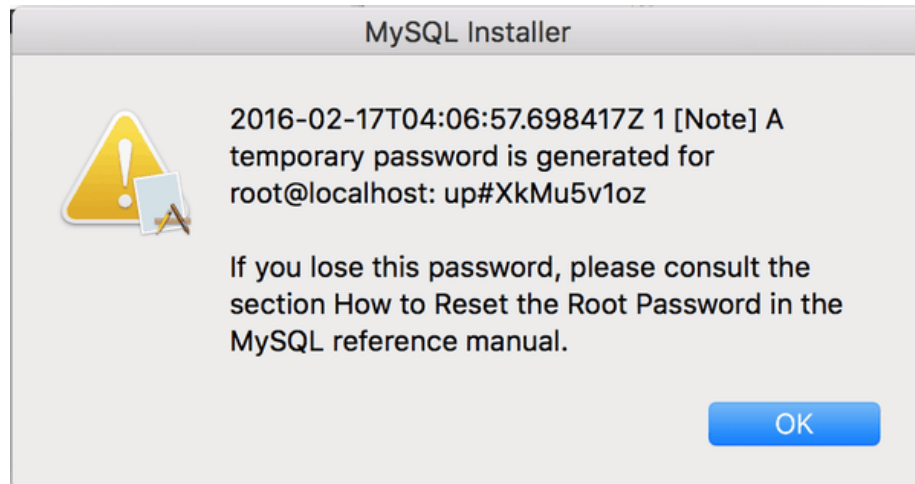 MySQL Installer
2016-02-17T04:06:57.698417Z 1 [Note] A
temporary password is generated for
root@localhost: up#XkMu5v1oz
If you lose this password, please consult the
section How to Reset the Root Password in the
MySQL reference manual.
OK